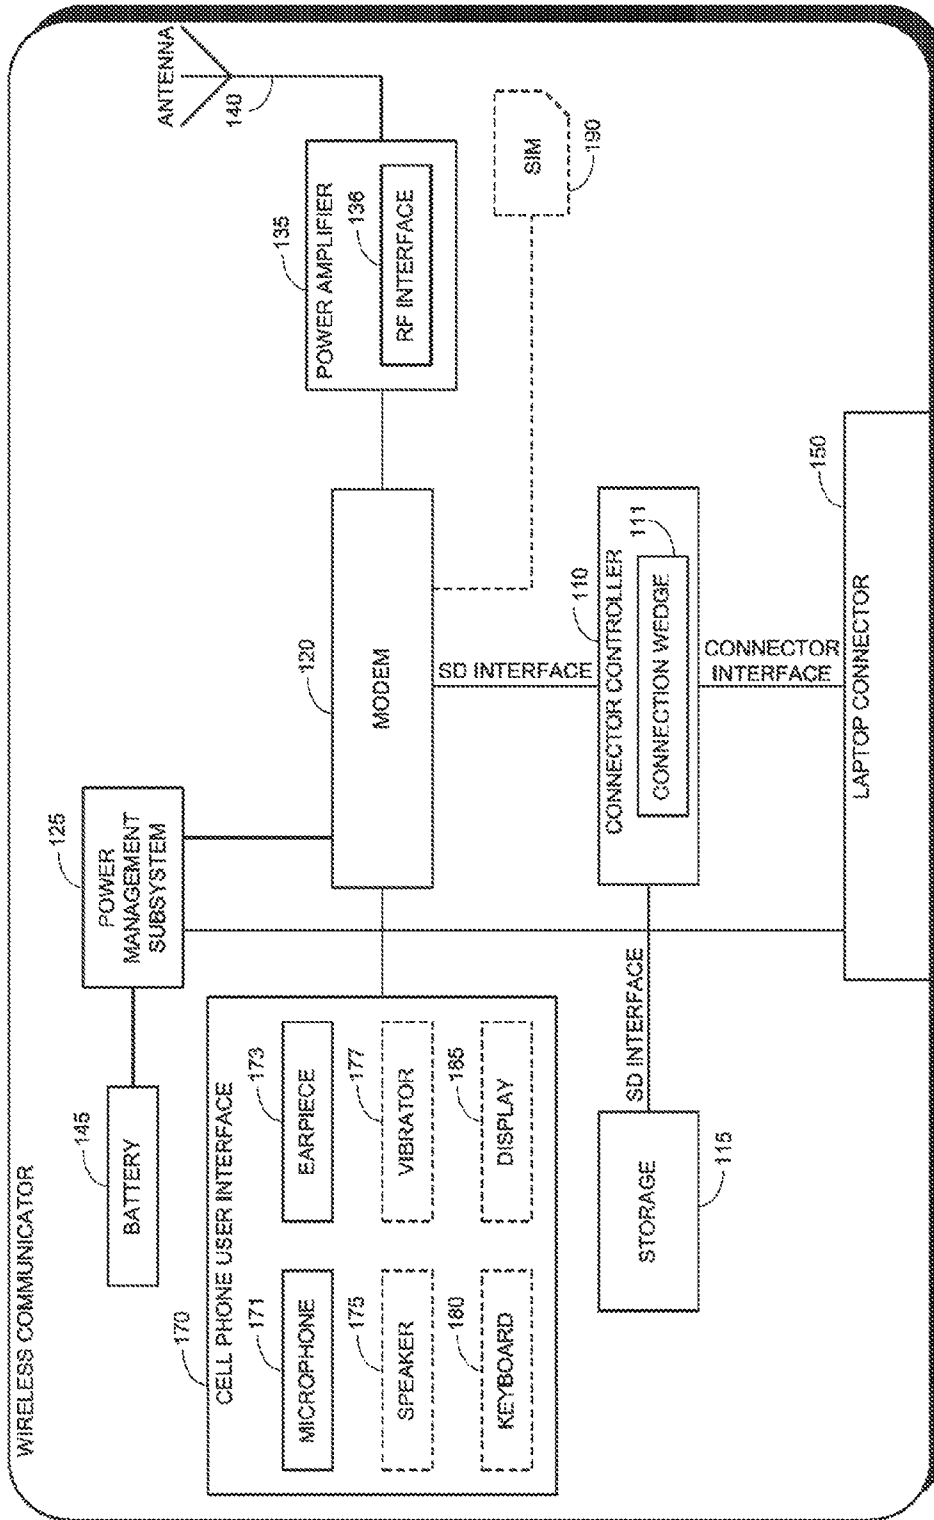 WIRELESS COMMUNICATOR
BATTERY
145
POWER
MANAGEMENT
SUBSYSTEM
125
ANTENNA
140
170
CELL PHONE USER INTERFACE
171
MICROPHONE
173
EARPIECE
175
SPEAKER
177
VIBRATOR
180
KEYBOARD
185
DISPLAY
120
MODEM
135
POWER AMPLIFIER
136
RF INTERFACE
SIM
190
SD INTERFACE
STORAGE
115
SD INTERFACE
110
CONNECTOR CONTROLLER
111
CONNECTION WEDGE
CONNECTOR
INTERFACE
LAPTOP CONNECTOR
150